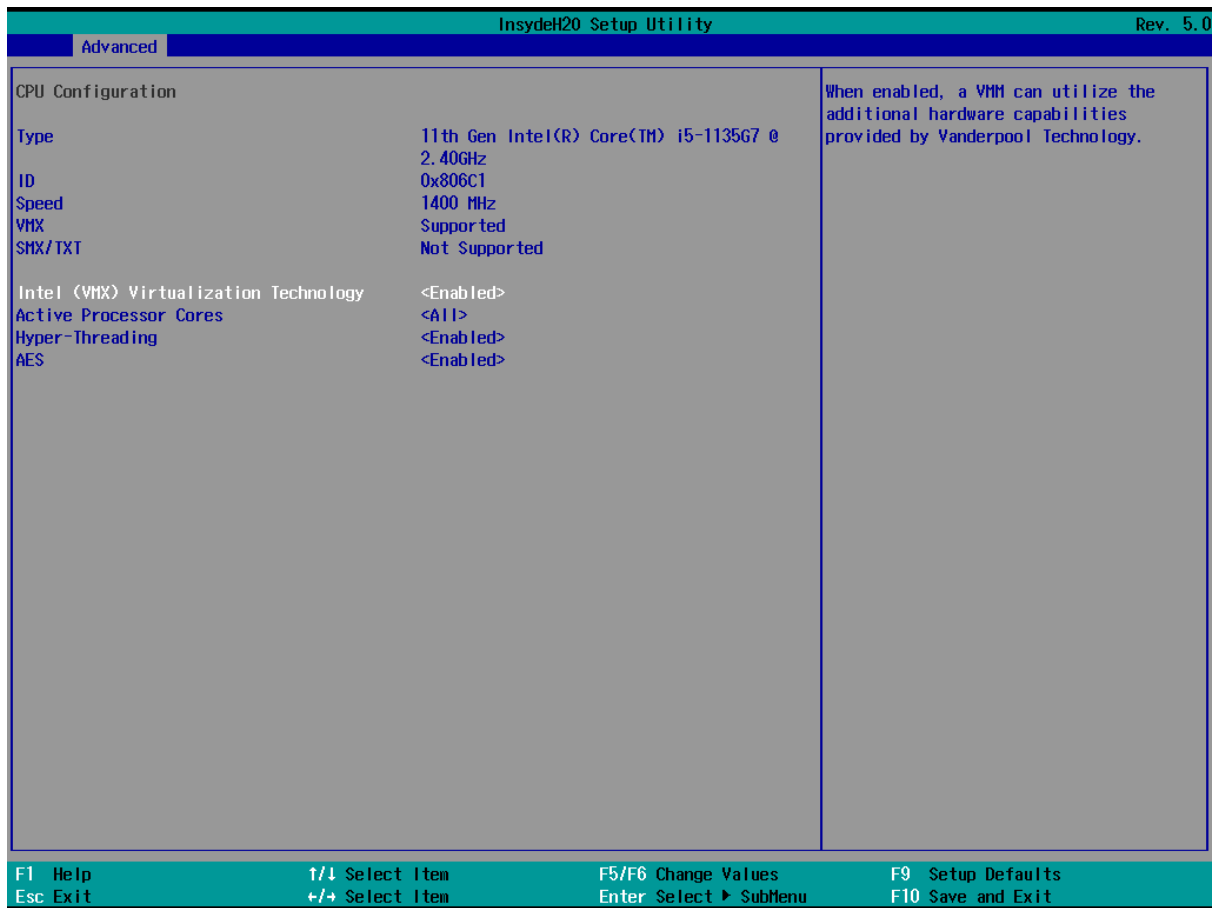 InsydeH20 Setup Utility Rev. 5.0
Advanced
CPU Configuration
Type 11th Gen Intel(R) Core(TM) i5-1135G7 @
2.40GHz
ID 0x806C1
Speed 1400 MHz
VMX Supported
SMX/TXT Not Supported
Intel (VMX) Virtualization Technology <Enabled>
Active Processor Cores <All>
Hyper-Threading <Enabled>
AES <Enabled>
When enabled, a VMM can utilize the
additional hardware capabilities
provided by Vanderpool Technology.
F1 Help ↑/↓ Select Item F5/F6 Change Values F9 Setup Defaults
Esc Exit ←/→ Select Item Enter Select ▶ SubMenu F10 Save and Exit